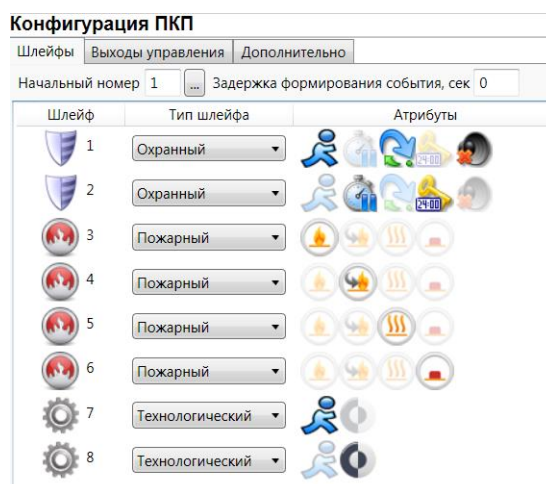 Конфигурация ПКП
Шлейфы Выходы управления Дополнительно
Начальный номер 1 ... Задержка формирования события, сек 0
Шлейф Тип шлейфа Атрибуты
1 Охранный 24:00
2 Охранный 24:00
3 Пожарный
4 Пожарный
5 Пожарный
6 Пожарный
7 Технологический
8 Технологический